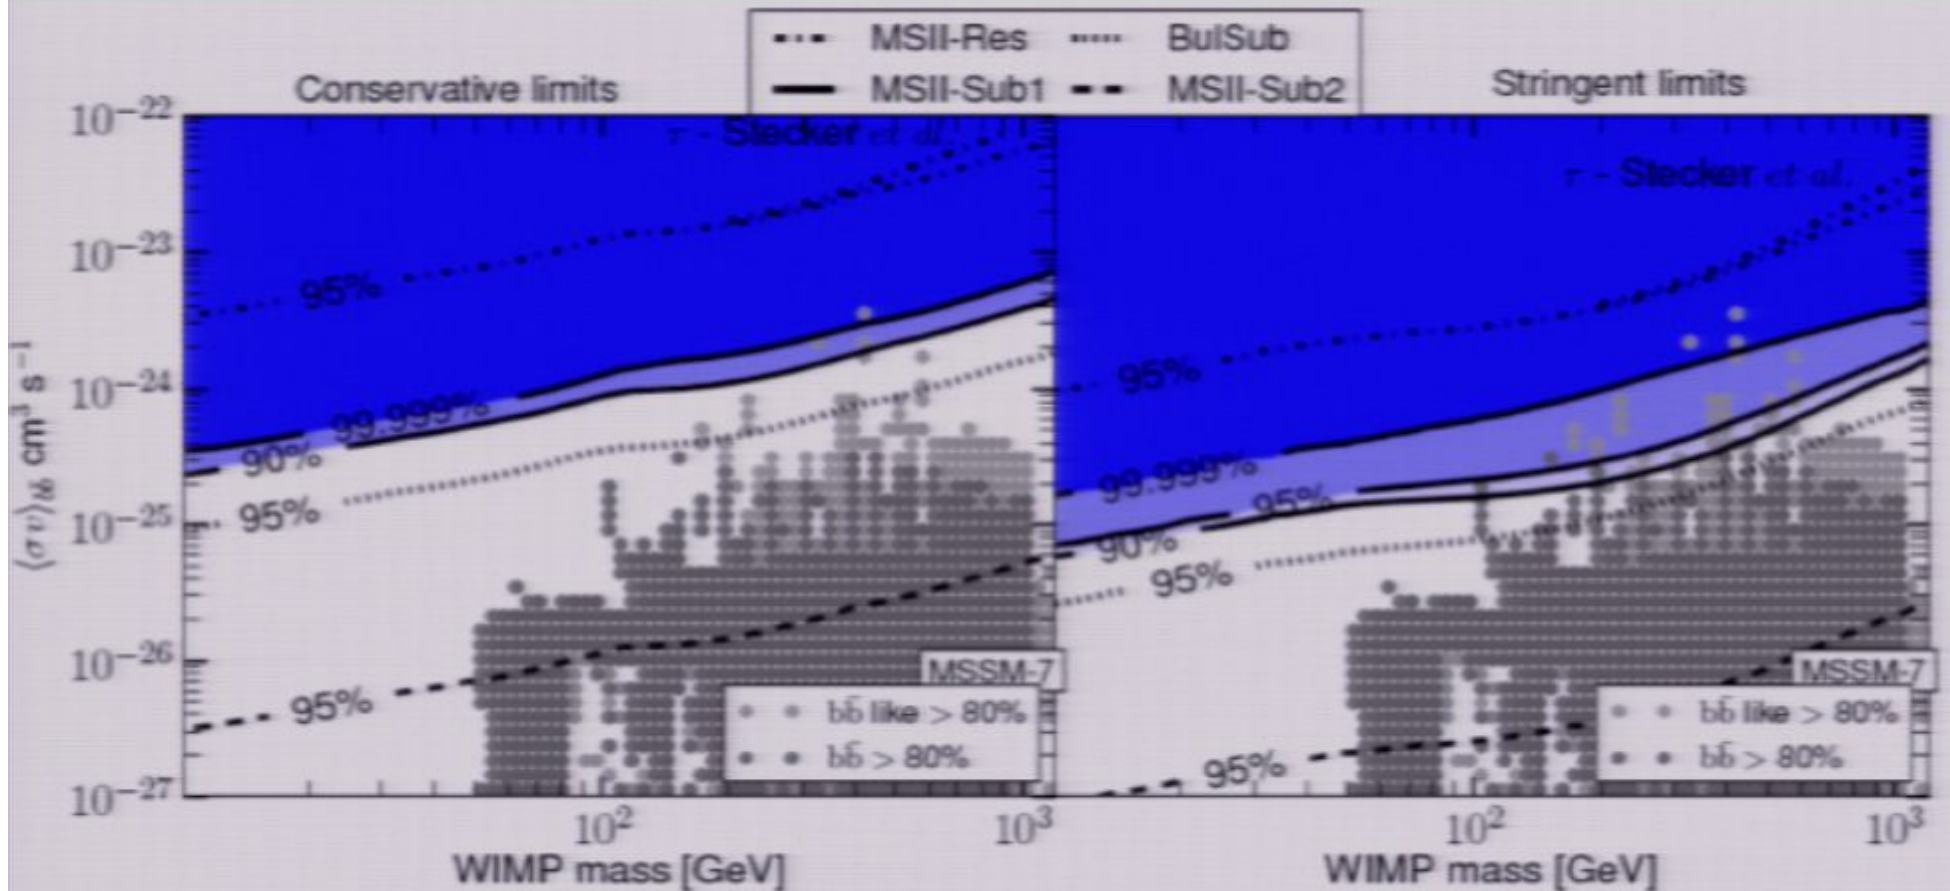 MSII-Res BulSub
MSII-Sub1 MSII-Sub2
Conservative limits
Stringent limits
τ - Stecker et al.
τ - Stecker et al.
10⁻²²
10⁻²³
10⁻²⁴
10⁻²⁵
10⁻²⁶
10⁻²⁷
⟨σv⟩bb̄ cm³ s⁻¹
95%
99.999%
90%
95%
95%
95%
99.999%
95%
90%
95%
95%
MSSM-7
bb̄ like > 80%
bb̄ > 80%
MSSM-7
bb̄ like > 80%
bb̄ > 80%
10² 10³
10² 10³
WIMP mass [GeV]
WIMP mass [GeV]